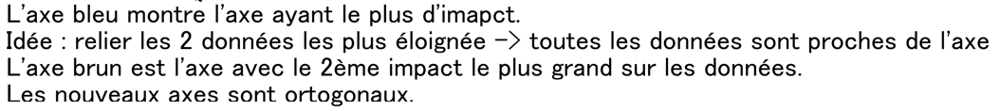 L'axe bleu montre l'axe ayant le plus d'imapct.
Idée : relier les 2 données les plus éloignée -> toutes les données sont proches de l'axe
L'axe brun est l'axe avec le 2ème impact le plus grand sur les données.
Les nouveaux axes sont ortogonaux.